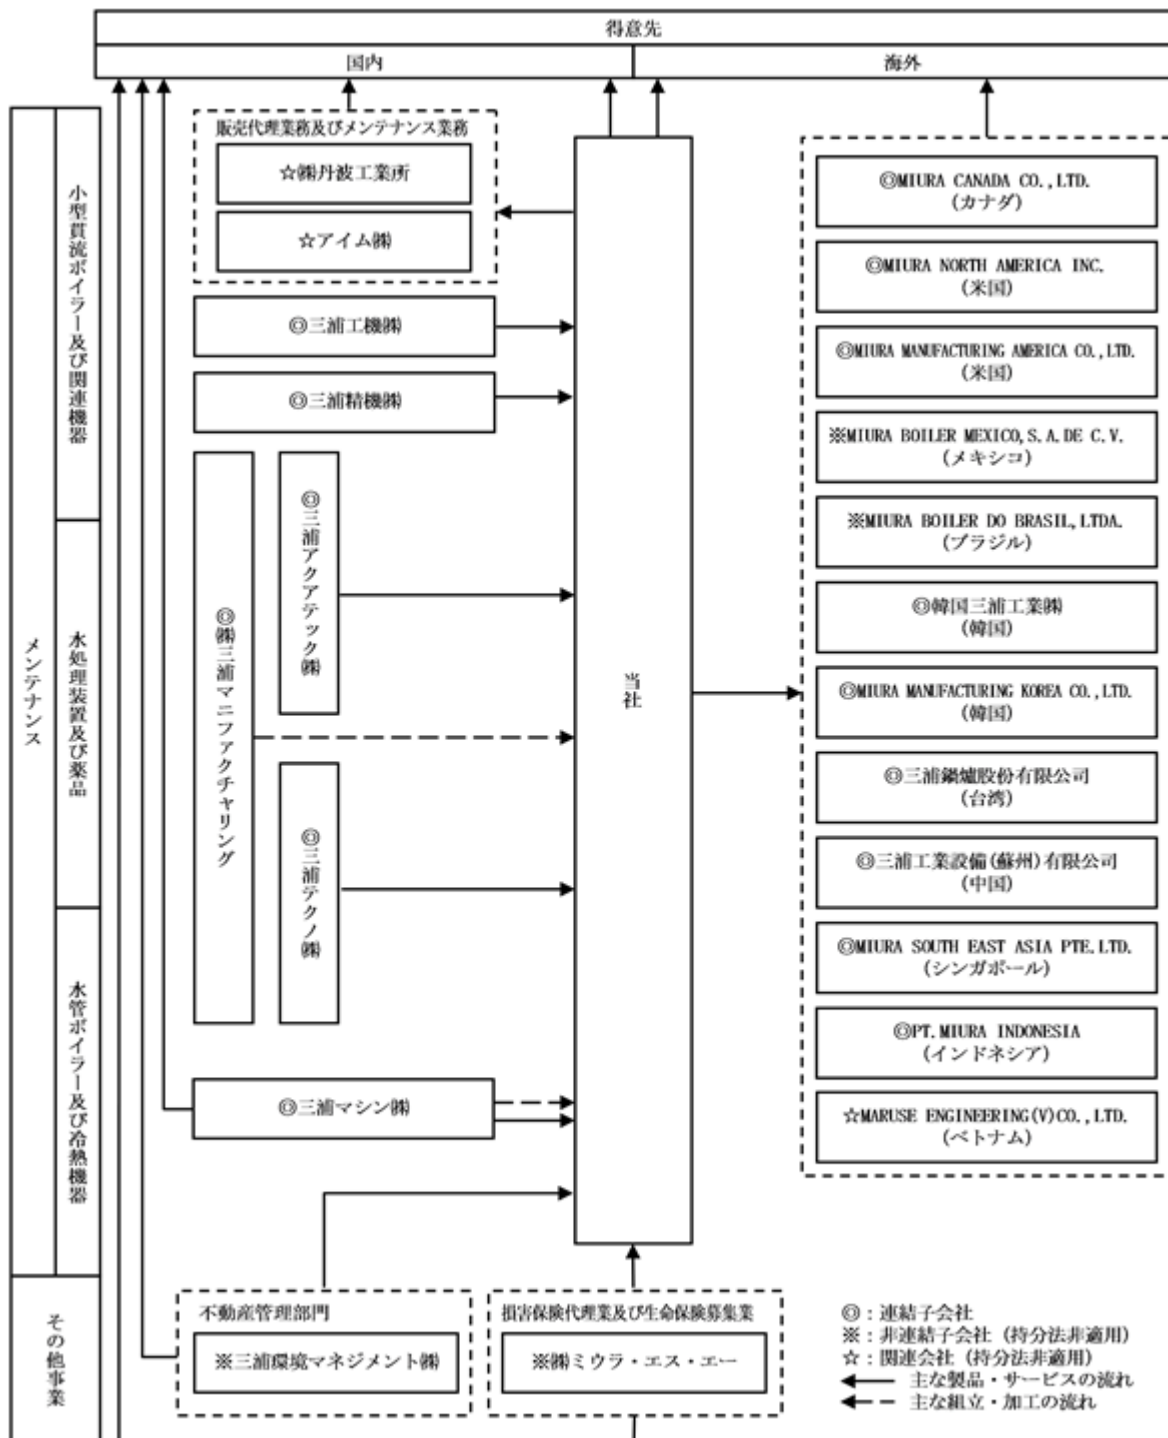 得意先
国内
海外
メンテナンス
小型貫流ボイラー及び関連機器
水処理装置及び薬品
水管ボイラー及び冷熱機器
その他事業
販売代理業務及びメンテナンス業務
☆㈱丹波工業所
☆アイム㈱
◎三浦工機㈱
◎三浦精機㈱
◎㈱三浦マニファクチャリング
◎三浦アクアテック㈱
◎三浦テクノ㈱
◎三浦マシン㈱
当社
◎MIURA CANADA CO.,LTD.
(カナダ)
◎MIURA NORTH AMERICA INC.
(米国)
◎MIURA MANUFACTURING AMERICA CO.,LTD.
(米国)
※MIURA BOILER MEXICO,S.A.DE C.V.
(メキシコ)
※MIURA BOILER DO BRASIL,LTDA.
(ブラジル)
◎韓国三浦工業㈱
(韓国)
◎MIURA MANUFACTURING KOREA CO.,LTD.
(韓国)
◎三浦鍋爐股份有限公司
(台湾)
◎三浦工業設備(蘇州)有限公司
(中国)
◎MIURA SOUTH EAST ASIA PTE.LTD.
(シンガポール)
◎PT.MIURA INDONESIA
(インドネシア)
☆MARUSE ENGINEERING(V)CO.,LTD.
(ベトナム)
不動産管理部門
※三浦環境マネジメント㈱
損害保険代理業及び生命保険募集業
※㈱ミウラ・エス・エー
◎：連結子会社
※：非連結子会社（持分法非適用）
☆：関連会社（持分法非適用）
主な製品・サービスの流れ
主な組立・加工の流れ